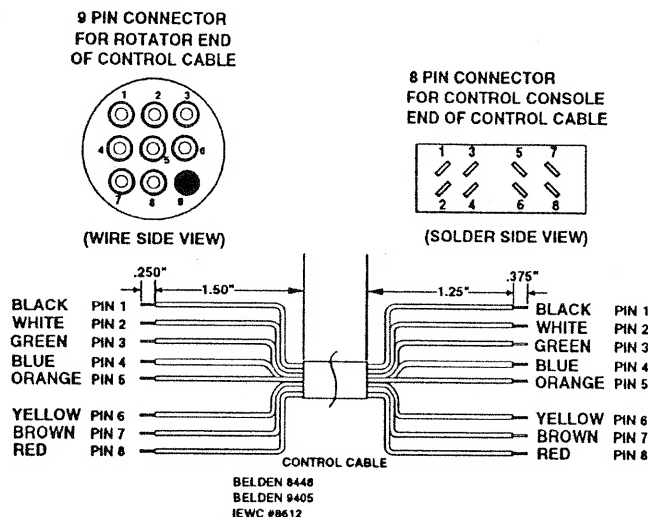 9 PIN CONNECTOR
FOR ROTATOR END
OF CONTROL CABLE
1 2 3
4 5 6
7 8 9
(WIRE SIDE VIEW)
8 PIN CONNECTOR
FOR CONTROL CONSOLE
END OF CONTROL CABLE
1 3 5 7
2 4 6 8
(SOLDER SIDE VIEW)
.250" 1.50" 1.25" .375"
BLACK PIN 1 BLACK PIN 1
WHITE PIN 2 WHITE PIN 2
GREEN PIN 3 GREEN PIN 3
BLUE PIN 4 BLUE PIN 4
ORANGE PIN 5 ORANGE PIN 5
YELLOW PIN 6 YELLOW PIN 6
BROWN PIN 7 BROWN PIN 7
RED PIN 8 RED PIN 8
CONTROL CABLE
BELDEN 8448
BELDEN 9405
IEWC #8612